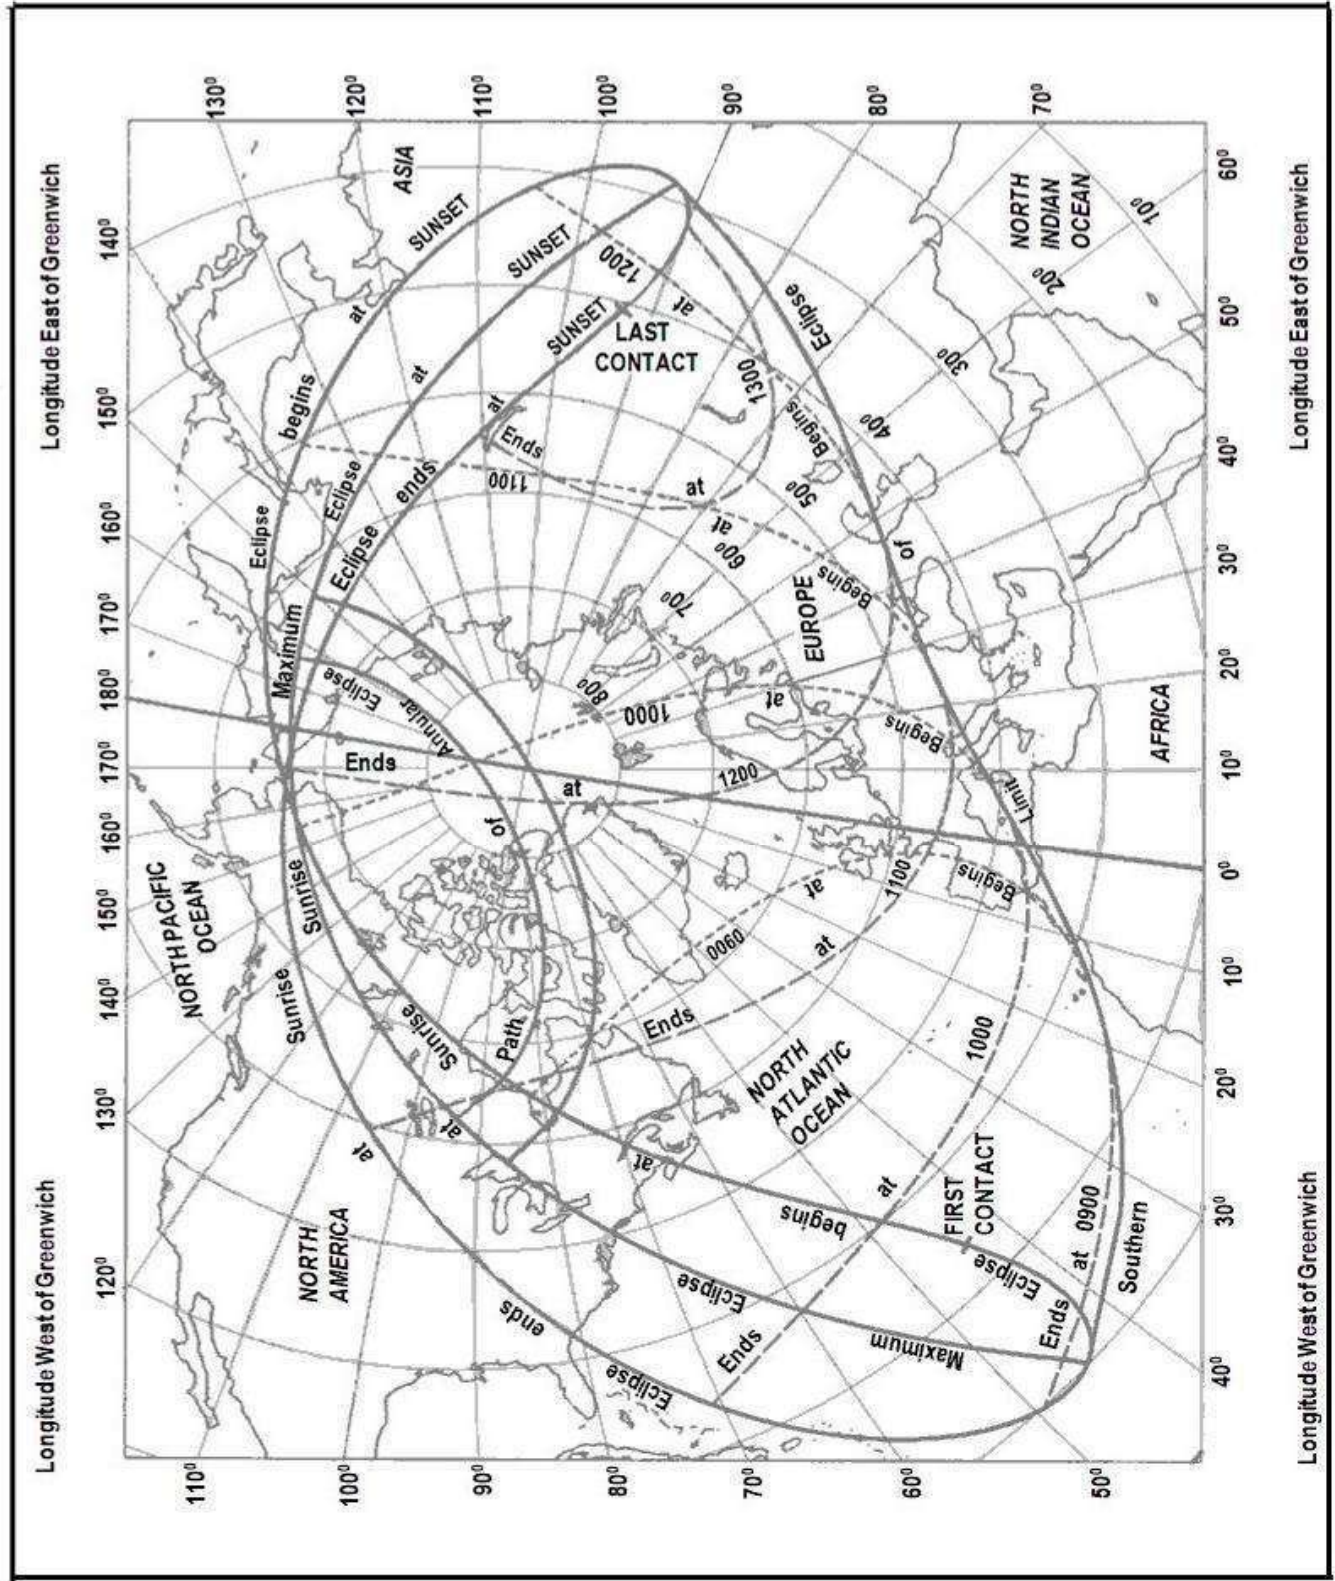 Longitude West of Greenwich
Longitude East of Greenwich
120⁰
130⁰
140⁰
150⁰
160⁰
170⁰
180⁰
170⁰
160⁰
150⁰
140⁰
130⁰
120⁰
110⁰
100⁰
90⁰
80⁰
70⁰
110⁰
100⁰
90⁰
80⁰
70⁰
60⁰
50⁰
40⁰
30⁰
20⁰
10⁰
0⁰
10⁰
20⁰
30⁰
40⁰
50⁰
60⁰
Longitude West of Greenwich
Longitude East of Greenwich
NORTH PACIFIC
OCEAN
NORTH
AMERICA
ASIA
NORTH
ATLANTIC
OCEAN
EUROPE
AFRICA
NORTH
INDIAN
OCEAN
10⁰
20⁰
30⁰
40⁰
50⁰
60⁰
70⁰
80⁰
Eclipse ends at Sunrise
Maximum Eclipse at Sunrise
Eclipse begins at
Eclipse begins at SUNSET
Maximum Eclipse at SUNSET
Eclipse ends at SUNSET
Path of Annular Eclipse
Southern Limit of Eclipse
FIRST
CONTACT
LAST
CONTACT
Ends at 0900
Ends at 1000
Ends at 1100
Ends at 1200
Ends at 1300
Begins at 0900
Begins at 1000
Begins at 1100
Begins at 1200